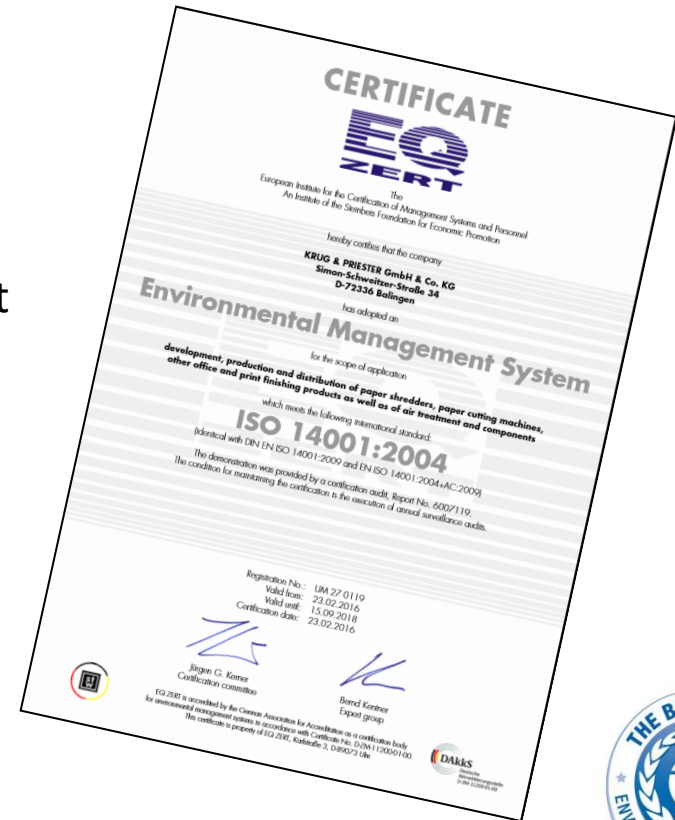 t
CERTIFICATE
EQ
ZERT
The
European Institute for the Certification of Management Systems and Personnel
An Institute of the Steinbeis Foundation for Economic Promotion
hereby certifies that the company
KRUG & PRIESTER GmbH & Co. KG
Simon-Schweitzer-Straße 34
D-72336 Balingen
has adopted an
Environmental Management System
for the scope of application
development, production and distribution of paper shredders, paper cutting machines,
other office and print finishing products as well as of air treatment and components
which meets the following international standard:
ISO 14001:2004
(identical with DIN EN ISO 14001:2009 and EN ISO 14001:2004+AC:2009)
The demonstration was provided by a certification audit, Report No. 6007119.
The condition for maintaining the certification is the execution of annual surveillance audits.
Registration No.: UM 27 0119
Valid from: 23.02.2016
Valid until: 15.09.2018
Certification date: 23.02.2016
Jürgen G. Kerner
Certification committee
Bernd Kentner
Expert group
EQ ZERT is accredited by the German Association for Accreditation as a certification body
for environmental management systems in accordance with Certificate No. D-ZM-11200-01-00.
This certificate is property of EQ ZERT, Karlstraße 3, D-89073 Ulm
DAkkS
Deutsche
Akkreditierungsstelle
D-ZM-11200-01-00
THE B
ENV